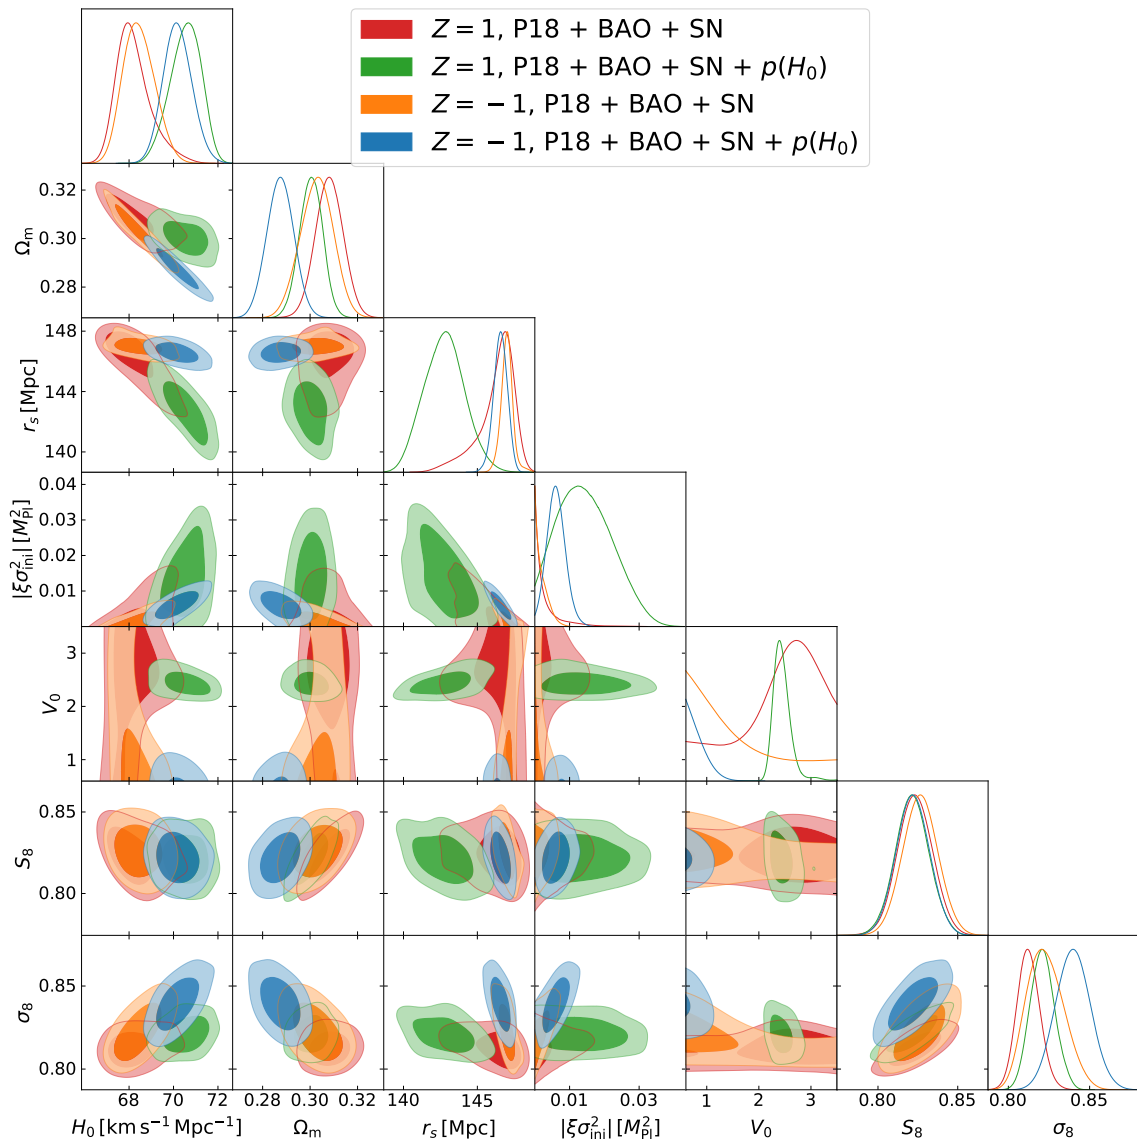 Z = 1, P18 + BAO + SN
Z = 1, P18 + BAO + SN + p(H₀)
Z = −1, P18 + BAO + SN
Z = −1, P18 + BAO + SN + p(H₀)
0.32
0.30
0.28
Ωₘ
148
144
140
rₛ [Mpc]
0.04
0.03
0.02
0.01
|ξσ²ᵢₙᵢ| [M²_Pl]
3
2
1
V₀
0.85
0.80
S₈
0.85
0.80
σ₈
68 70 72
0.28 0.30 0.32
140 145
0.01 0.03
1 2 3
0.80 0.85
0.80 0.85
H₀ [km s⁻¹ Mpc⁻¹]
Ωₘ
rₛ [Mpc]
|ξσ²ᵢₙᵢ| [M²_Pl]
V₀
S₈
σ₈